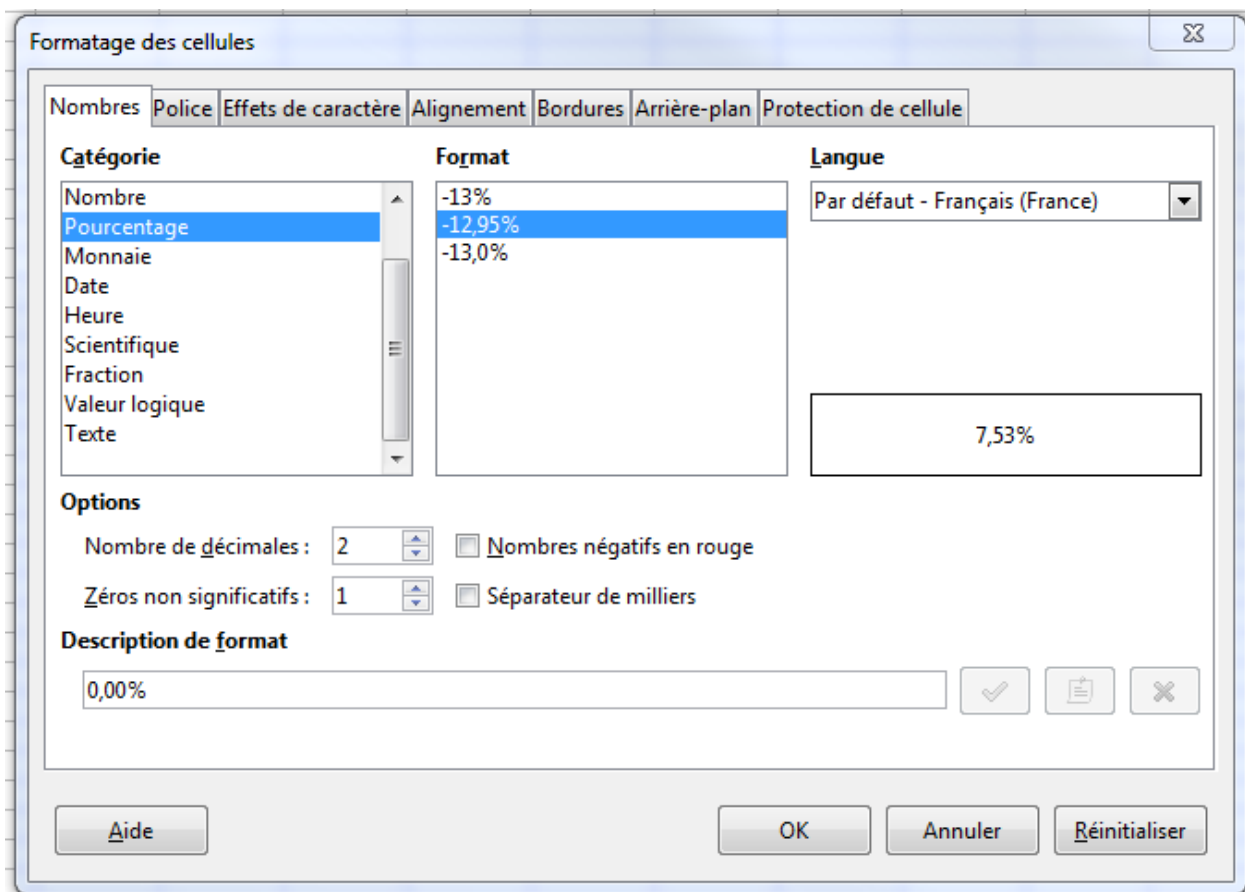 Formatage des cellules
Nombres Police Effets de caractère Alignement Bordures Arrière-plan Protection de cellule
Catégorie
Nombre
Pourcentage
Monnaie
Date
Heure
Scientifique
Fraction
Valeur logique
Texte
Format
-13%
-12,95%
-13,0%
Langue
Par défaut - Français (France)
7,53%
Options
Nombre de décimales : 2 Nombres négatifs en rouge
Zéros non significatifs : 1 Séparateur de milliers
Description de format
0,00%
Aide OK Annuler Réinitialiser